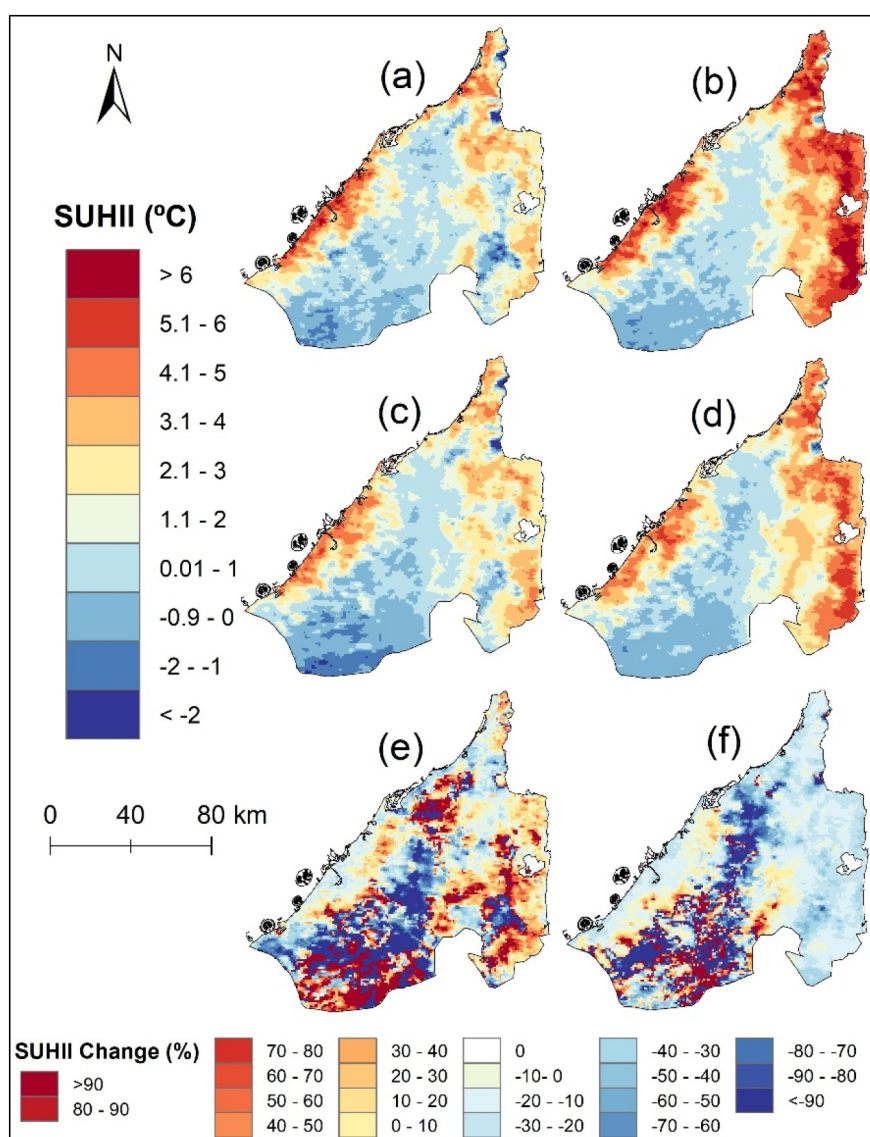 N
(a)
(b)
SUHII (ºC)
> 6
5.1 - 6
4.1 - 5
3.1 - 4
2.1 - 3
1.1 - 2
0.01 - 1
-0.9 - 0
-2 - -1
< -2
(c)
(d)
(e)
(f)
0 40 80 km
SUHII Change (%)
>90
80 - 90
70 - 80
60 - 70
50 - 60
40 - 50
30 - 40
20 - 30
10 - 20
0 - 10
0
-10- 0
-20 - -10
-30 - -20
-40 - -30
-50 - -40
-60 - -50
-70 - -60
-80 - -70
-90 - -80
<-90